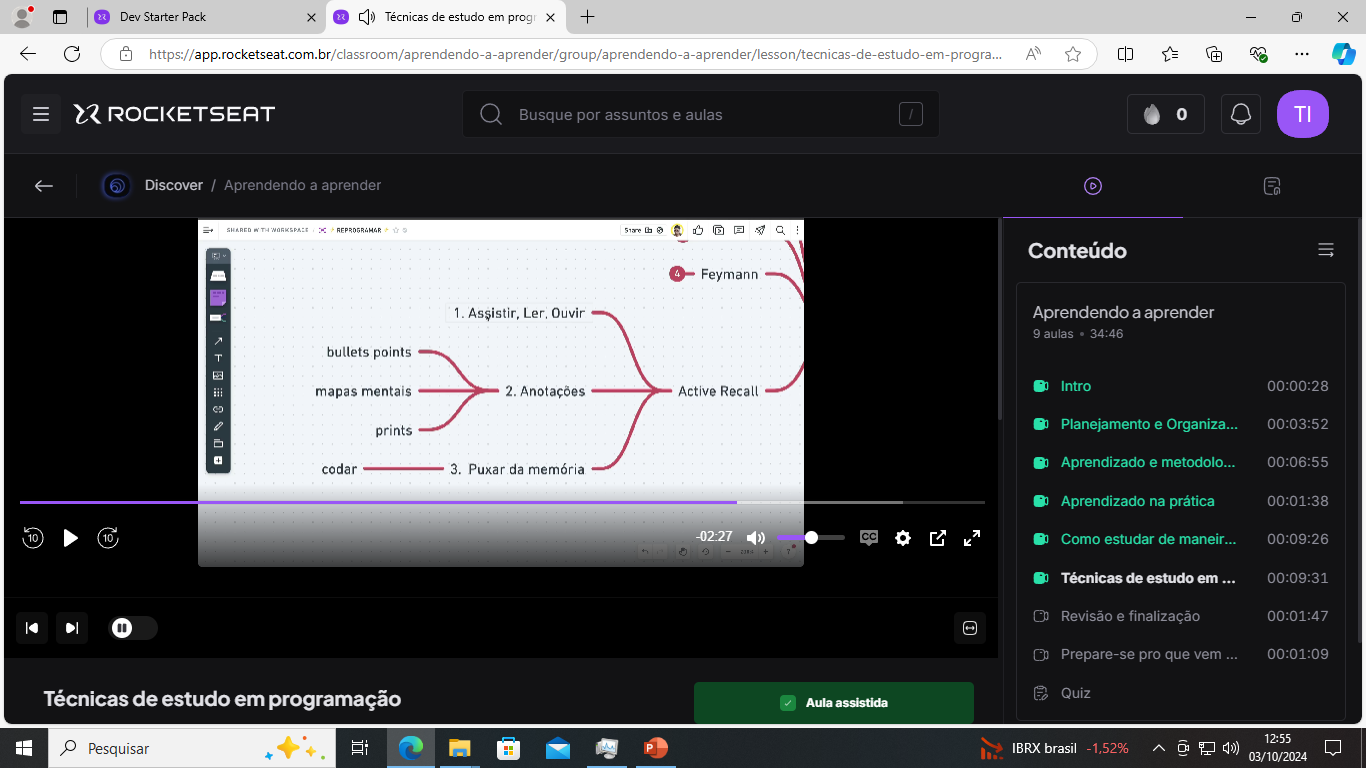 Dev Starter Pack
Técnicas de estudo em progr
https://app.rocketseat.com.br/classroom/aprendendo-a-aprender/group/aprendendo-a-aprender/lesson/tecnicas-de-estudo-em-progra...
ROCKETSEAT
Busque por assuntos e aulas
/
0
TI
Discover / Aprendendo a aprender
SHARED WITH WORKSPACE
REPROGRAMAR
Share
4 Feymann
1. Assistir, Ler, Ouvir
bullets points
mapas mentais
2. Anotações
Active Recall
prints
codar
3. Puxar da memória
10
10
-02:27
CC
Conteúdo
Aprendendo a aprender
9 aulas • 34:46
Intro 00:00:28
Planejamento e Organiza... 00:03:52
Aprendizado e metodolo... 00:06:55
Aprendizado na prática 00:01:38
Como estudar de maneir... 00:09:26
Técnicas de estudo em ... 00:09:31
Revisão e finalização 00:01:47
Prepare-se pro que vem ... 00:01:09
Quiz
Técnicas de estudo em programação
Aula assistida
Pesquisar
IBRX brasil -1,52%
12:55
03/10/2024